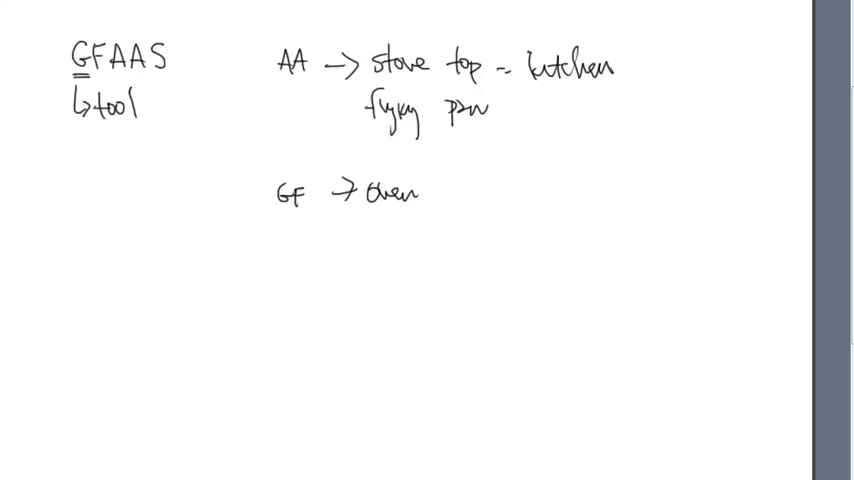 GFAAS
↳ tool
AA → stove top - kitchen
frying pan
GF → oven